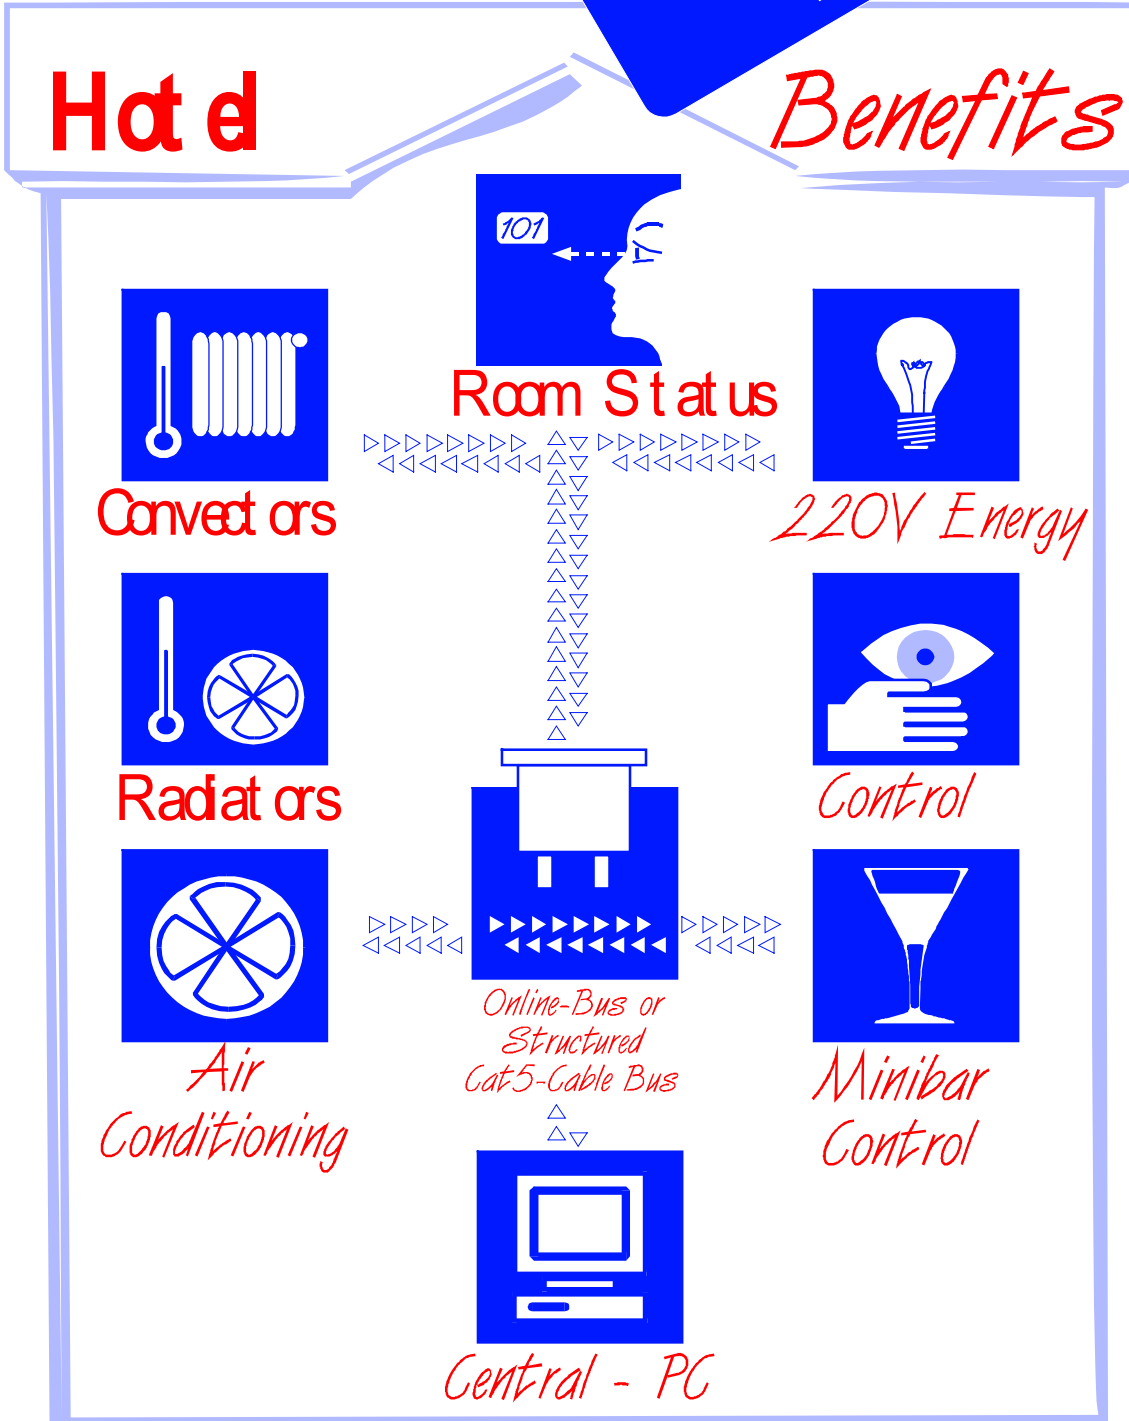 Hotel
Benefits
101
Room Status
Convectors
220V Energy
Radiators
Control
Online-Bus or
Structured
Cat5-Cable Bus
Air
Conditioning
Minibar
Control
Central - PC